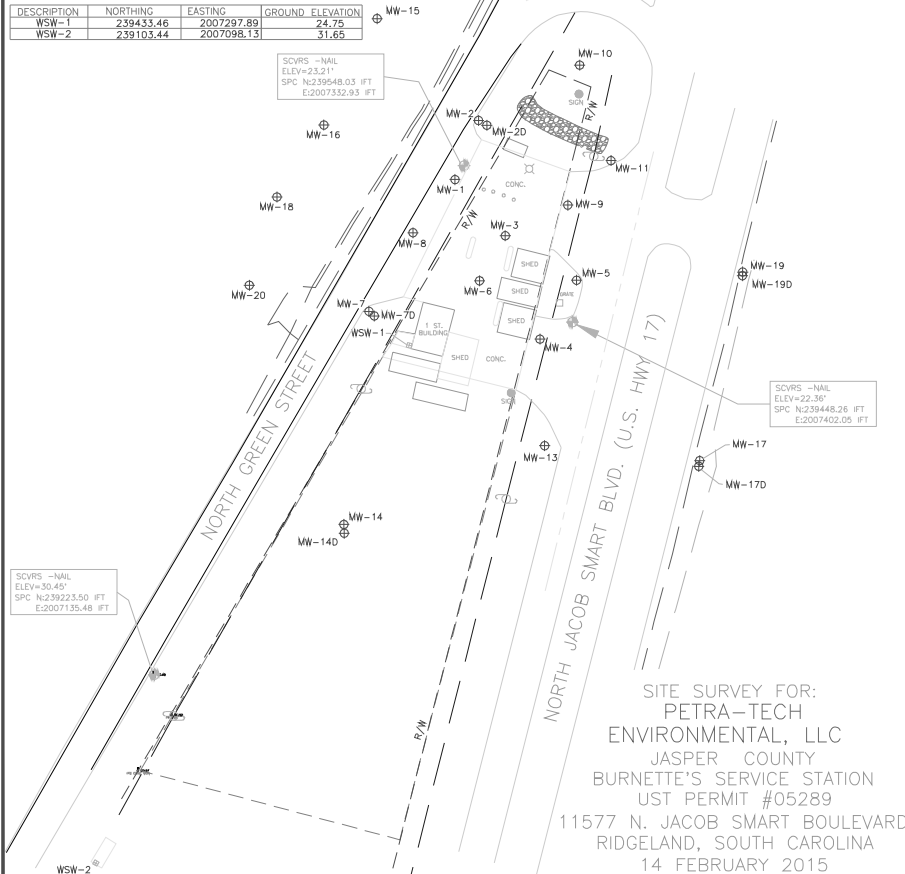 DESCRIPTION NORTHING EASTING GROUND ELEVATION
WSW-1 239433.46 2007297.89 24.75
WSW-2 239103.44 2007098.13 31.65
MW-15
SCVRS -NAIL
ELEV=23.21'
SPC N:239548.03 IFT
E:2007332.93 IFT
MW-10
SIGN
R/W
MW-2
MW-2D
MW-16
MW-11
MW-1
CONC.
MW-18
MW-9
R/W
MW-8
MW-3
SHED
MW-19
MW-19D
MW-20
MW-6
MW-5
SHED
GRATE
MW-7
MW-7D
SHED
1 ST.
BUILDING
WSW-1
MW-4
SHED
CONC.
SIGN
SCVRS -NAIL
ELEV=22.36'
SPC N:239448.26 IFT
E:2007402.05 IFT
NORTH GREEN STREET
MW-13
MW-17
MW-17D
NORTH JACOB SMART BLVD. (U.S. HWY 17)
MW-14
MW-14D
SCVRS -NAIL
ELEV=30.45'
SPC N:239223.50 IFT
E:2007135.48 IFT
R/W
WSW-2
SITE SURVEY FOR:
PETRA-TECH
ENVIRONMENTAL, LLC
JASPER COUNTY
BURNETTE'S SERVICE STATION
UST PERMIT #05289
11577 N. JACOB SMART BOULEVARD
RIDGELAND, SOUTH CAROLINA
14 FEBRUARY 2015